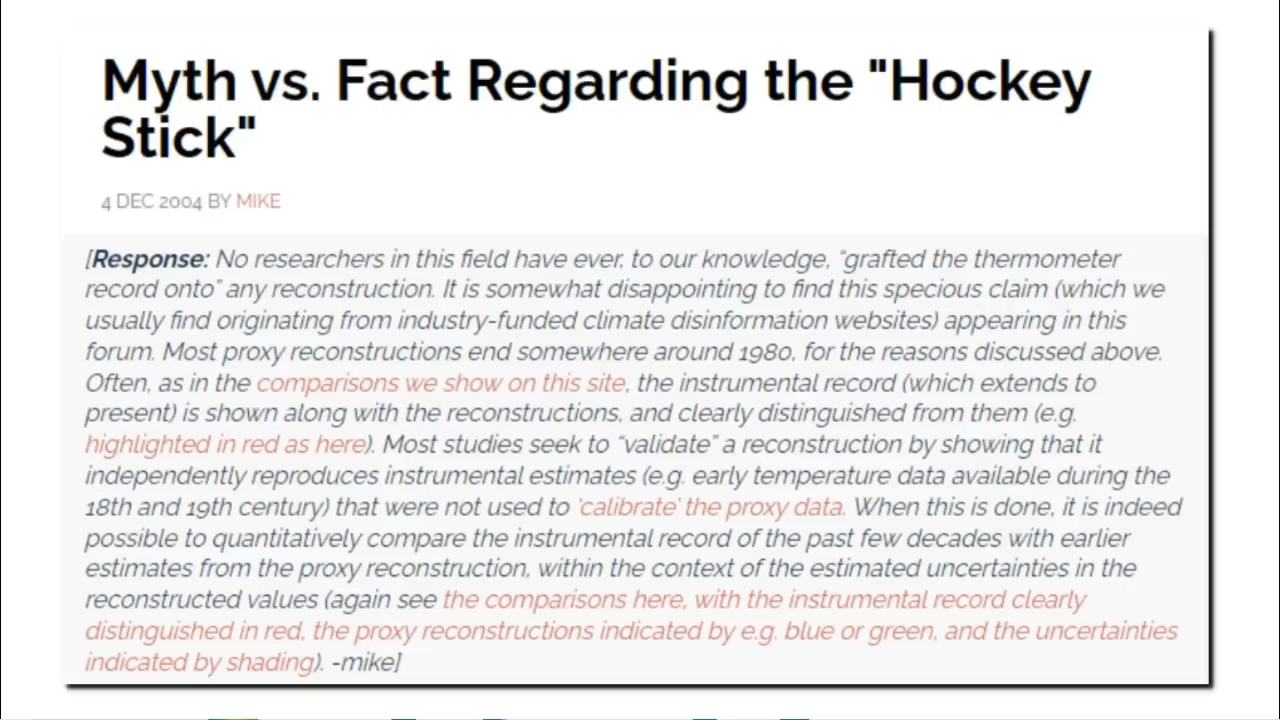 Myth vs. Fact Regarding the "Hockey
Stick"
4 DEC 2004 BY MIKE
[Response: No researchers in this field have ever, to our knowledge, “grafted the thermometer
record onto” any reconstruction. It is somewhat disappointing to find this specious claim (which we
usually find originating from industry-funded climate disinformation websites) appearing in this
forum. Most proxy reconstructions end somewhere around 1980, for the reasons discussed above.
Often, as in the comparisons we show on this site, the instrumental record (which extends to
present) is shown along with the reconstructions, and clearly distinguished from them (e.g.
highlighted in red as here). Most studies seek to “validate” a reconstruction by showing that it
independently reproduces instrumental estimates (e.g. early temperature data available during the
18th and 19th century) that were not used to ‘calibrate’ the proxy data. When this is done, it is indeed
possible to quantitatively compare the instrumental record of the past few decades with earlier
estimates from the proxy reconstruction, within the context of the estimated uncertainties in the
reconstructed values (again see the comparisons here, with the instrumental record clearly
distinguished in red, the proxy reconstructions indicated by e.g. blue or green, and the uncertainties
indicated by shading). -mike]